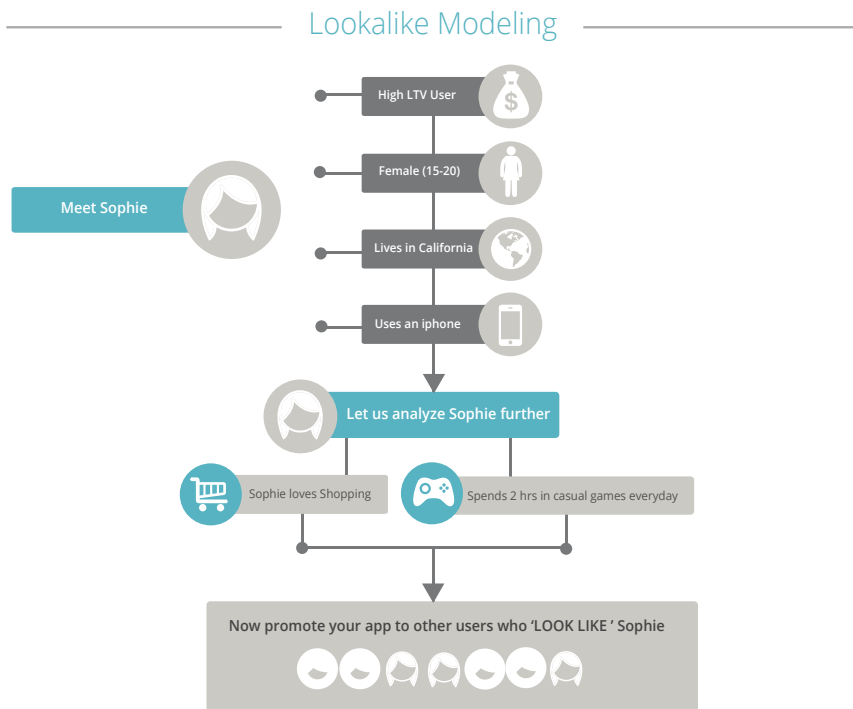 Lookalike Modeling
High LTV User
$
Female (15-20)
Meet Sophie
Lives in California
Uses an iphone
Let us analyze Sophie further
Sophie loves Shopping
Spends 2 hrs in casual games everyday
Now promote your app to other users who ‘LOOK LIKE ’ Sophie